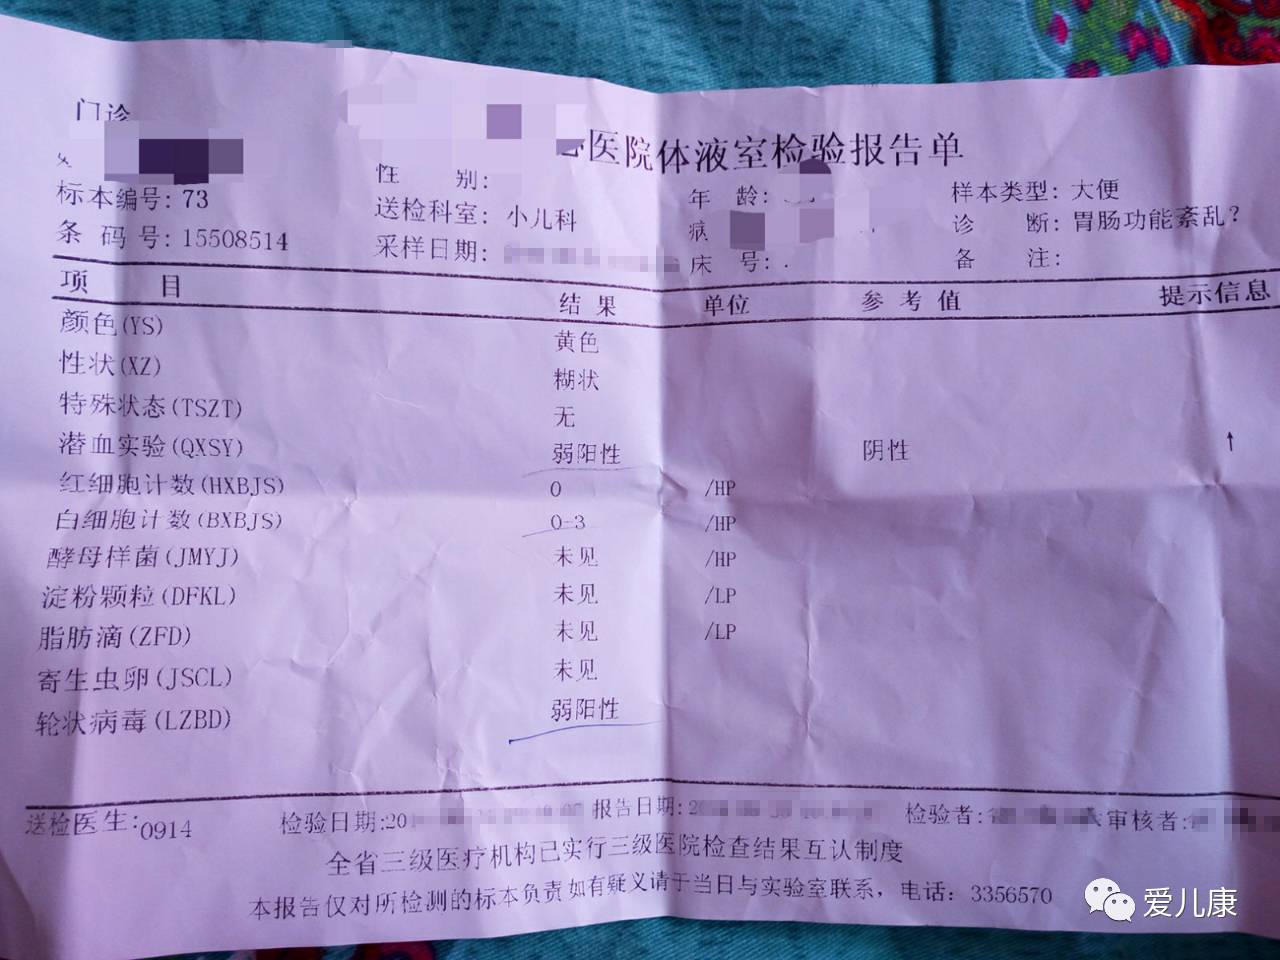 门诊
医院体液室检验报告单
性 别: 年 龄: 样本类型: 大便
标本编号: 73 送检科室: 小儿科 病 诊 断: 胃肠功能紊乱?
条 码 号: 15508514 采样日期: 床 号: . 备 注:
项 目 结 果 单位 参 考 值 提示信息
颜色(YS) 黄色
性状(XZ) 糊状
特殊状态(TSZT) 无
潜血实验(QXSY) 弱阳性 阴性 ↑
红细胞计数(HXBJS) 0 /HP
白细胞计数(BXBJS) 0-3 /HP
酵母样菌(JMYJ) 未见 /HP
淀粉颗粒(DFKL) 未见 /LP
脂肪滴(ZFD) 未见 /LP
寄生虫卵(JSCL) 未见
轮状病毒(LZBD) 弱阳性
送检医生: 0914 检验日期:20 报告日期:20 检验者: 审核者:
全省三级医疗机构已实行三级医院检查结果互认制度
本报告仅对所检测的标本负责如有疑义请于当日与实验室联系, 电话: 3356570
爱儿康